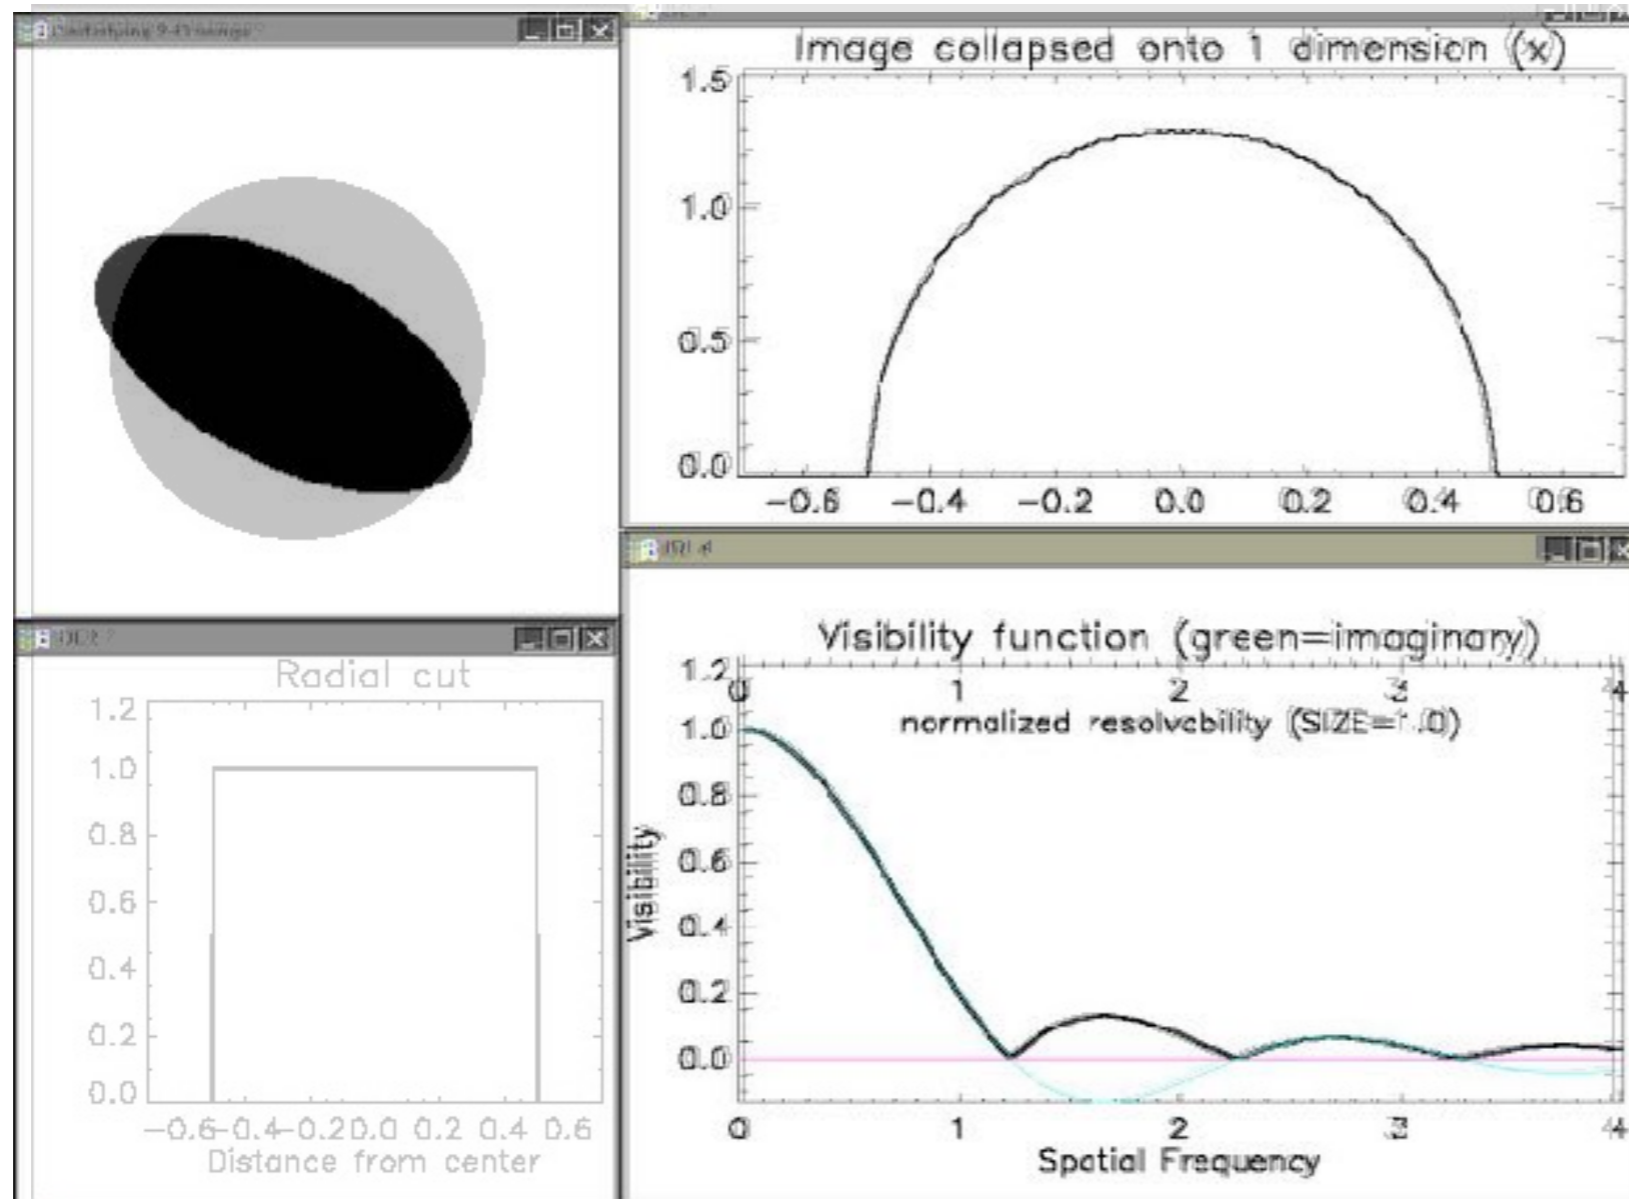 Image collapsed onto 1 dimension (x)
1.5
1.0
0.5
0.0
−0.6 −0.4 −0.2 0.0 0.2 0.4 0.6
Radial cut
1.2
1.0
0.8
0.6
0.4
0.2
0.0
−0.6 −0.4 −0.2 0.0 0.2 0.4 0.6
Distance from center
Visibility function (green=imaginary)
0 1 2 3 4
normalized resolvability (SIZE=1.0)
1.2
1.0
0.8
0.6
0.4
0.2
0.0
Visibility
0 1 2 3 4
Spatial Frequency